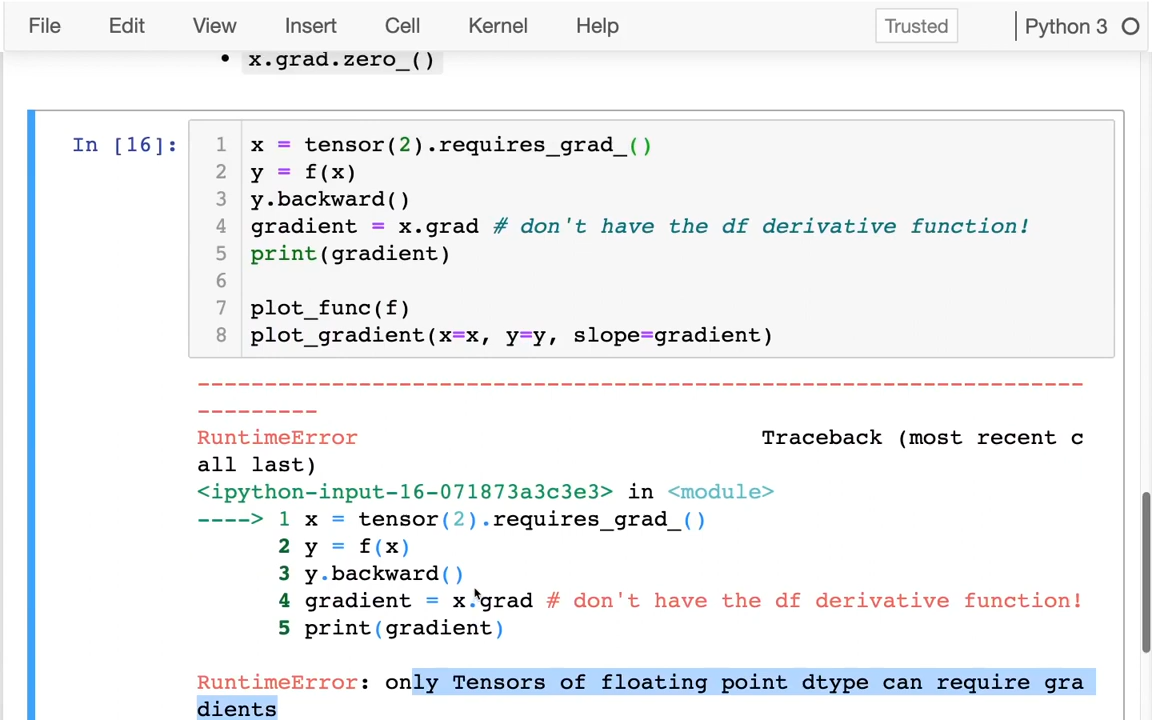 File Edit View Insert Cell Kernel Help Trusted Python 3
• x.grad.zero_()
In [16]: 1 x = tensor(2).requires_grad_()
2 y = f(x)
3 y.backward()
4 gradient = x.grad # don't have the df derivative function!
5 print(gradient)
6
7 plot_func(f)
8 plot_gradient(x=x, y=y, slope=gradient)
------------------------------------------------------------------
---------
RuntimeError Traceback (most recent c
all last)
<ipython-input-16-071873a3c3e3> in <module>
----> 1 x = tensor(2).requires_grad_()
2 y = f(x)
3 y.backward()
4 gradient = x.grad # don't have the df derivative function!
5 print(gradient)
RuntimeError: only Tensors of floating point dtype can require gra
dients